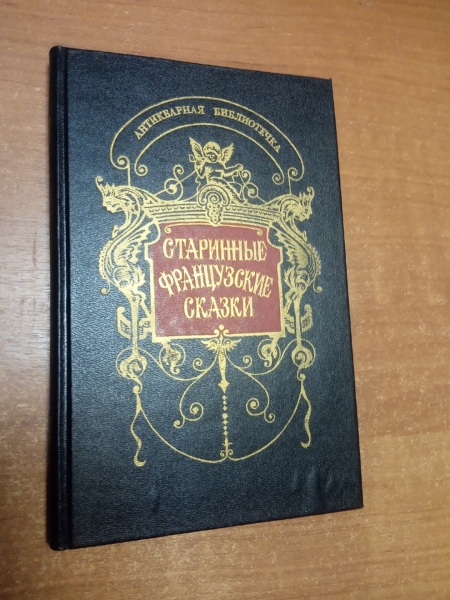 АНТИКВАРНАЯ БИБЛИОТЕЧКА
СТАРИННЫЕ
ФРАНЦУЗСКИЕ
СКАЗКИ